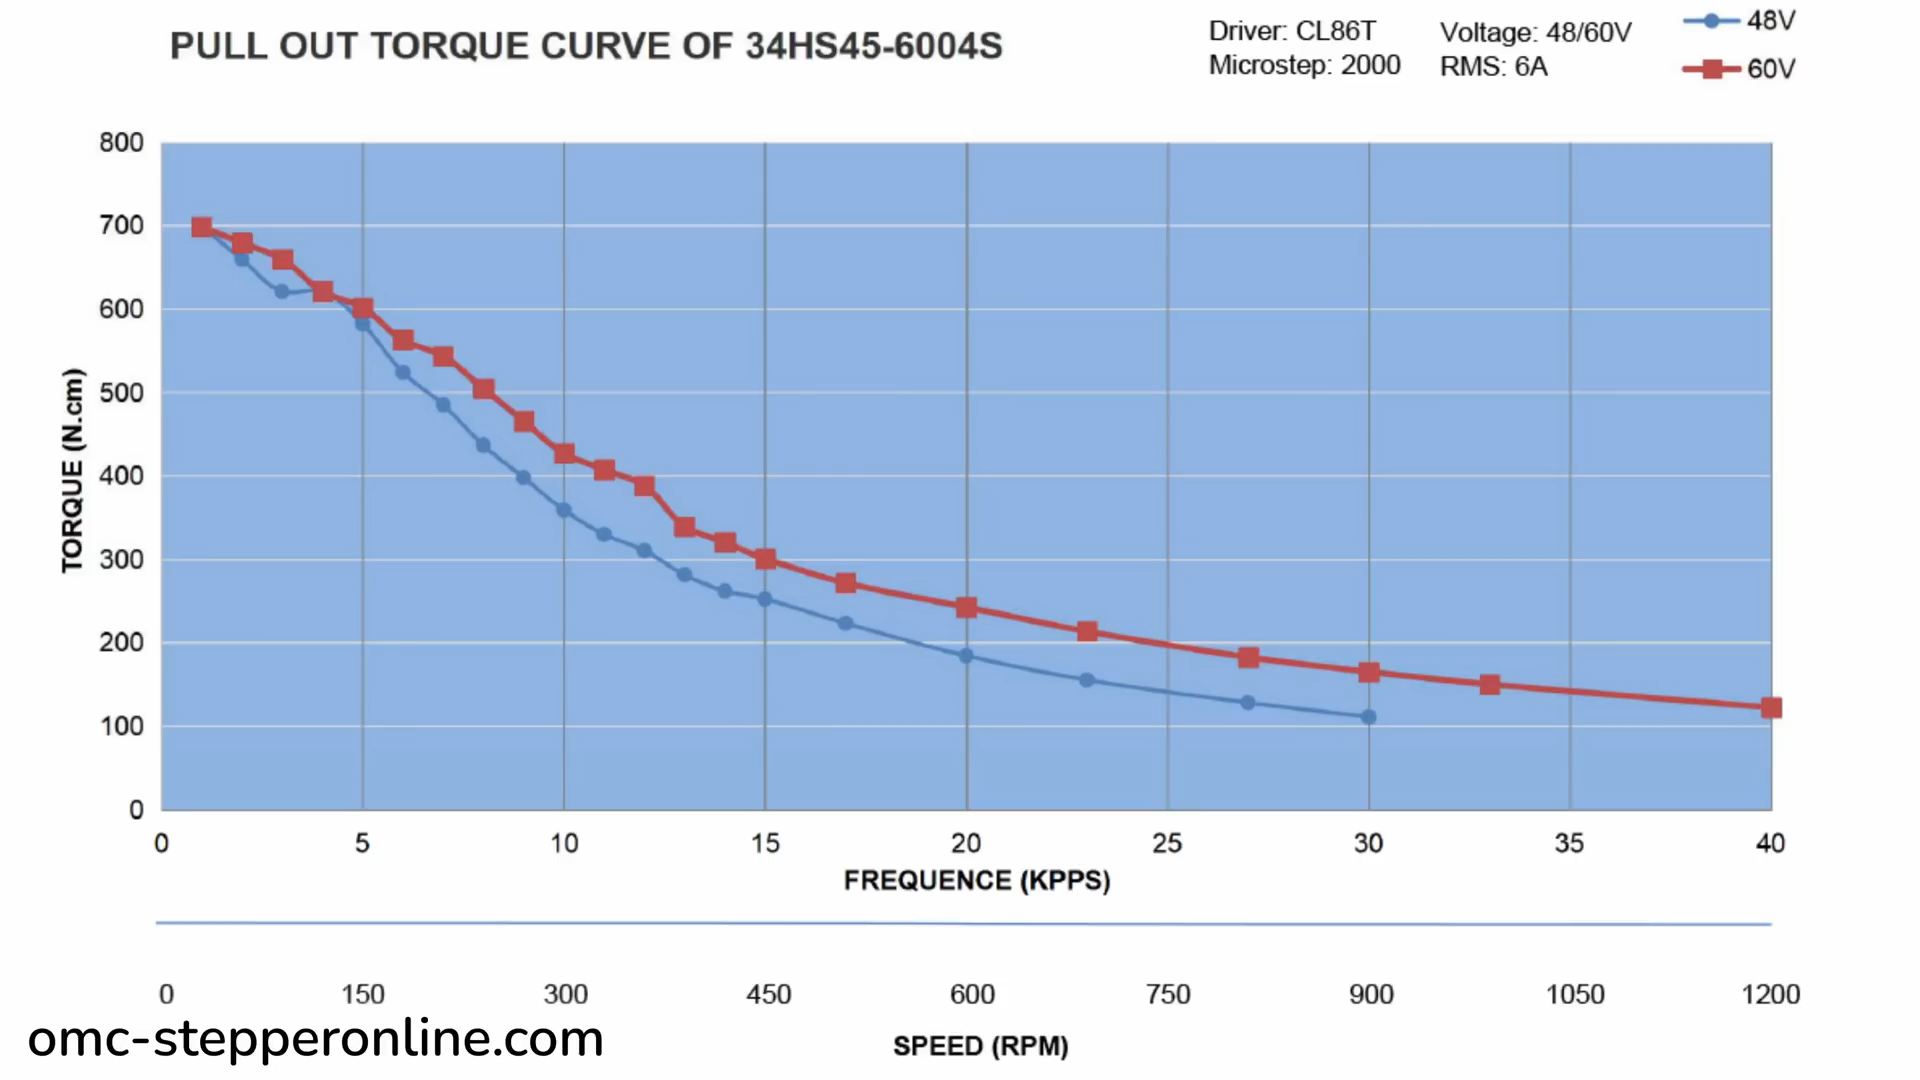 PULL OUT TORQUE CURVE OF 34HS45-6004S
Driver: CL86T
Microstep: 2000
Voltage: 48/60V
RMS: 6A
48V
60V
TORQUE (N.cm)
800
700
600
500
400
300
200
100
0
0 5 10 15 20 25 30 35 40
FREQUENCE (KPPS)
0 150 300 450 600 750 900 1050 1200
SPEED (RPM)
omc-stepperonline.com